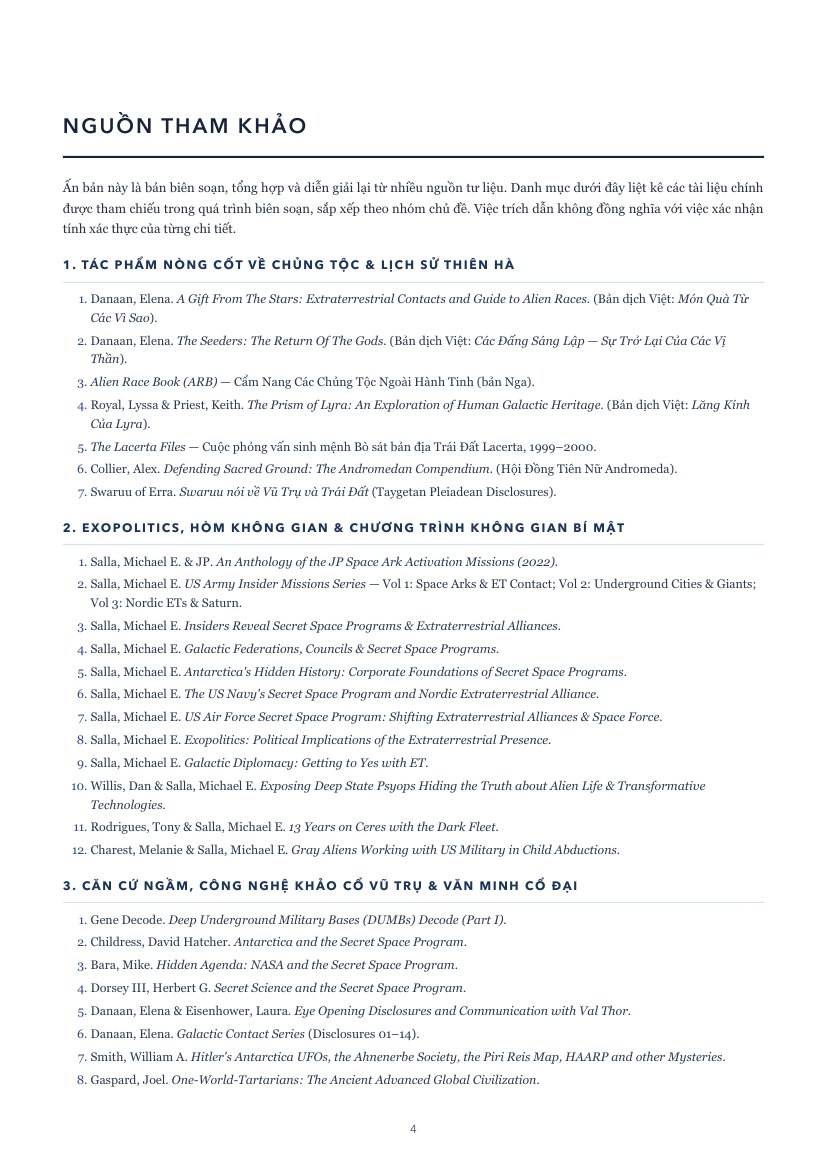 NGUỒN THAM KHẢO
Ấn bản này là bản biên soạn, tổng hợp và diễn giải lại từ nhiều nguồn tư liệu. Danh mục dưới đây liệt kê các tài liệu chính
được tham chiếu trong quá trình biên soạn, sắp xếp theo nhóm chủ đề. Việc trích dẫn không đồng nghĩa với việc xác nhận
tính xác thực của từng chi tiết.
1. TÁC PHẨM NÒNG CỐT VỀ CHỦNG TỘC & LỊCH SỬ THIÊN HÀ
1. Danaan, Elena. A Gift From The Stars: Extraterrestrial Contacts and Guide to Alien Races. (Bản dịch Việt: Món Quà Từ
Các Vì Sao).
2. Danaan, Elena. The Seeders: The Return Of The Gods. (Bản dịch Việt: Các Đấng Sáng Lập — Sự Trở Lại Của Các Vị
Thần).
3. Alien Race Book (ARB) — Cẩm Nang Các Chủng Tộc Ngoài Hành Tinh (bản Nga).
4. Royal, Lyssa & Priest, Keith. The Prism of Lyra: An Exploration of Human Galactic Heritage. (Bản dịch Việt: Lăng Kính
Của Lyra).
5. The Lacerta Files — Cuộc phỏng vấn sinh mệnh Bò sát bản địa Trái Đất Lacerta, 1999–2000.
6. Collier, Alex. Defending Sacred Ground: The Andromedan Compendium. (Hội Đồng Tiên Nữ Andromeda).
7. Swaruu of Erra. Swaruu nói về Vũ Trụ và Trái Đất (Taygetan Pleiadean Disclosures).
2. EXOPOLITICS, HÒM KHÔNG GIAN & CHƯƠNG TRÌNH KHÔNG GIAN BÍ MẬT
1. Salla, Michael E. & JP. An Anthology of the JP Space Ark Activation Missions (2022).
2. Salla, Michael E. US Army Insider Missions Series — Vol 1: Space Arks & ET Contact; Vol 2: Underground Cities & Giants;
Vol 3: Nordic ETs & Saturn.
3. Salla, Michael E. Insiders Reveal Secret Space Programs & Extraterrestrial Alliances.
4. Salla, Michael E. Galactic Federations, Councils & Secret Space Programs.
5. Salla, Michael E. Antarctica's Hidden History: Corporate Foundations of Secret Space Programs.
6. Salla, Michael E. The US Navy's Secret Space Program and Nordic Extraterrestrial Alliance.
7. Salla, Michael E. US Air Force Secret Space Program: Shifting Extraterrestrial Alliances & Space Force.
8. Salla, Michael E. Exopolitics: Political Implications of the Extraterrestrial Presence.
9. Salla, Michael E. Galactic Diplomacy: Getting to Yes with ET.
10. Willis, Dan & Salla, Michael E. Exposing Deep State Psyops Hiding the Truth about Alien Life & Transformative
Technologies.
11. Rodrigues, Tony & Salla, Michael E. 13 Years on Ceres with the Dark Fleet.
12. Charest, Melanie & Salla, Michael E. Gray Aliens Working with US Military in Child Abductions.
3. CĂN CỨ NGẦM, CÔNG NGHỆ KHẢO CỔ VŨ TRỤ & VĂN MINH CỔ ĐẠI
1. Gene Decode. Deep Underground Military Bases (DUMBs) Decode (Part I).
2. Childress, David Hatcher. Antarctica and the Secret Space Program.
3. Bara, Mike. Hidden Agenda: NASA and the Secret Space Program.
4. Dorsey III, Herbert G. Secret Science and the Secret Space Program.
5. Danaan, Elena & Eisenhower, Laura. Eye Opening Disclosures and Communication with Val Thor.
6. Danaan, Elena. Galactic Contact Series (Disclosures 01–14).
7. Smith, William A. Hitler's Antarctica UFOs, the Ahnenerbe Society, the Piri Reis Map, HAARP and other Mysteries.
8. Gaspard, Joel. One-World-Tartarians: The Ancient Advanced Global Civilization.
4